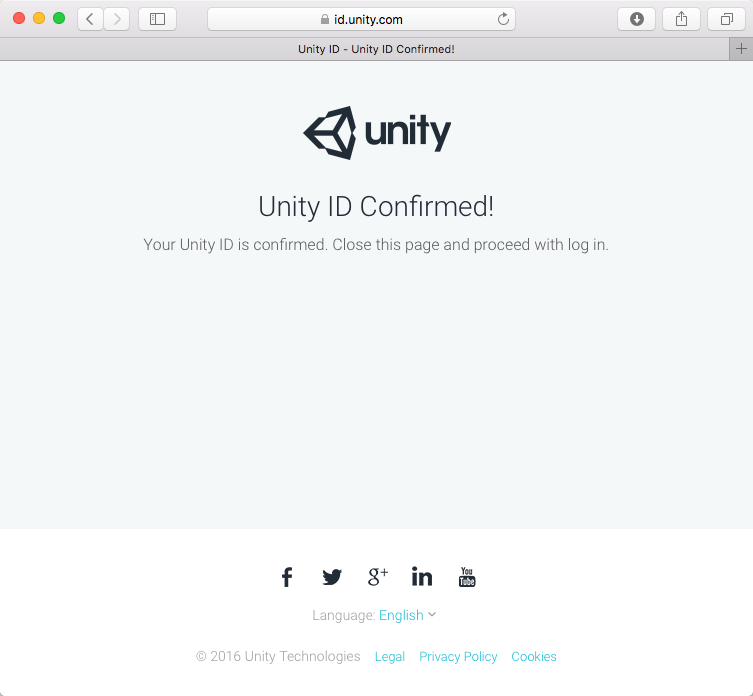 id.unity.com
Unity ID - Unity ID Confirmed!
unity
Unity ID Confirmed!
Your Unity ID is confirmed. Close this page and proceed with log in.
f g+ in You Tube
Language: English
© 2016 Unity Technologies Legal Privacy Policy Cookies